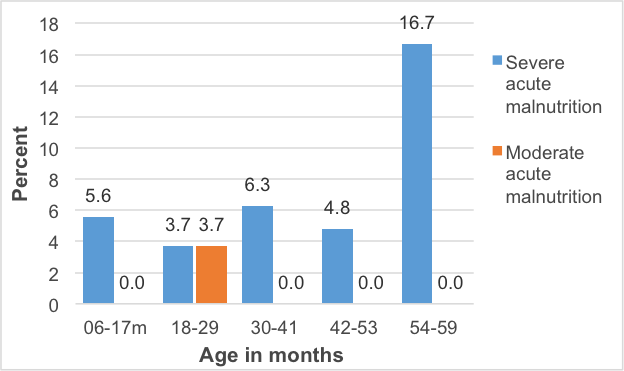 18
16
14
12
10
8
6
4
2
0
Percent
5.6
0.0
3.7
3.7
6.3
0.0
4.8
0.0
16.7
0.0
06-17m
18-29
30-41
42-53
54-59
Age in months
Severe
acute
malnutrition
Moderate
acute
malnutrition